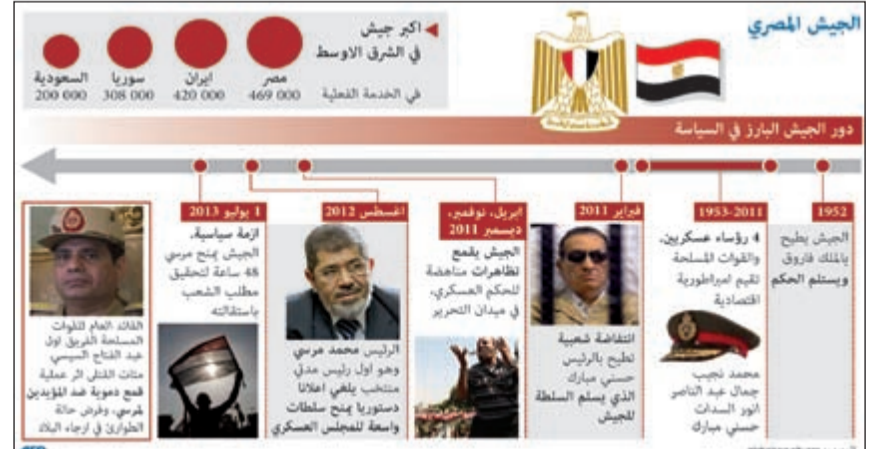 الجيش المصري
اكبر جيش
في الشرق الاوسط
في الخدمة الفعلية
مصر
469 000
ايران
420 000
سوريا
308 000
السعودية
200 000
دور الجيش البارز في السياسة
1952
الجيش يطيح
بالملك فاروق
ويستلم الحكم
1953-2011
4 رؤساء عسكريين،
والقوات المسلحة
تقيم امبراطورية
اقتصادية
محمد نجيب
جمال عبد الناصر
انور السدات
حسني مبارك
فبراير 2011
انتفاضة شعبية
تطيح بالرئيس
حسني مبارك
الذي يسلم السلطة
للجيش
ابريل، نوفمبر،
ديسمبر 2011
الجيش يقمع
تظاهرات مناهضة
للحكم العسكري،
في ميدان التحرير
اغسطس 2012
الرئيس محمد مرسي
وهو اول رئيس مدني
منتخب يلغي اعلانا
دستوريا يمنح سلطات
واسعة للمجلس العسكري
1 يوليو 2013
ازمة سياسية.
الجيش يمنح مرسي
48 ساعة لتحقيق
مطلب الشعب
باستقالته
القائد العام للقوات
المسلحة الفريق اول
عبد الفتاح السيسي
مئات القتلى اثر عملية
قمع دموية ضد المؤيدين
لمرسي، وفرض حالة
الطوارئ في ارجاء البلاد